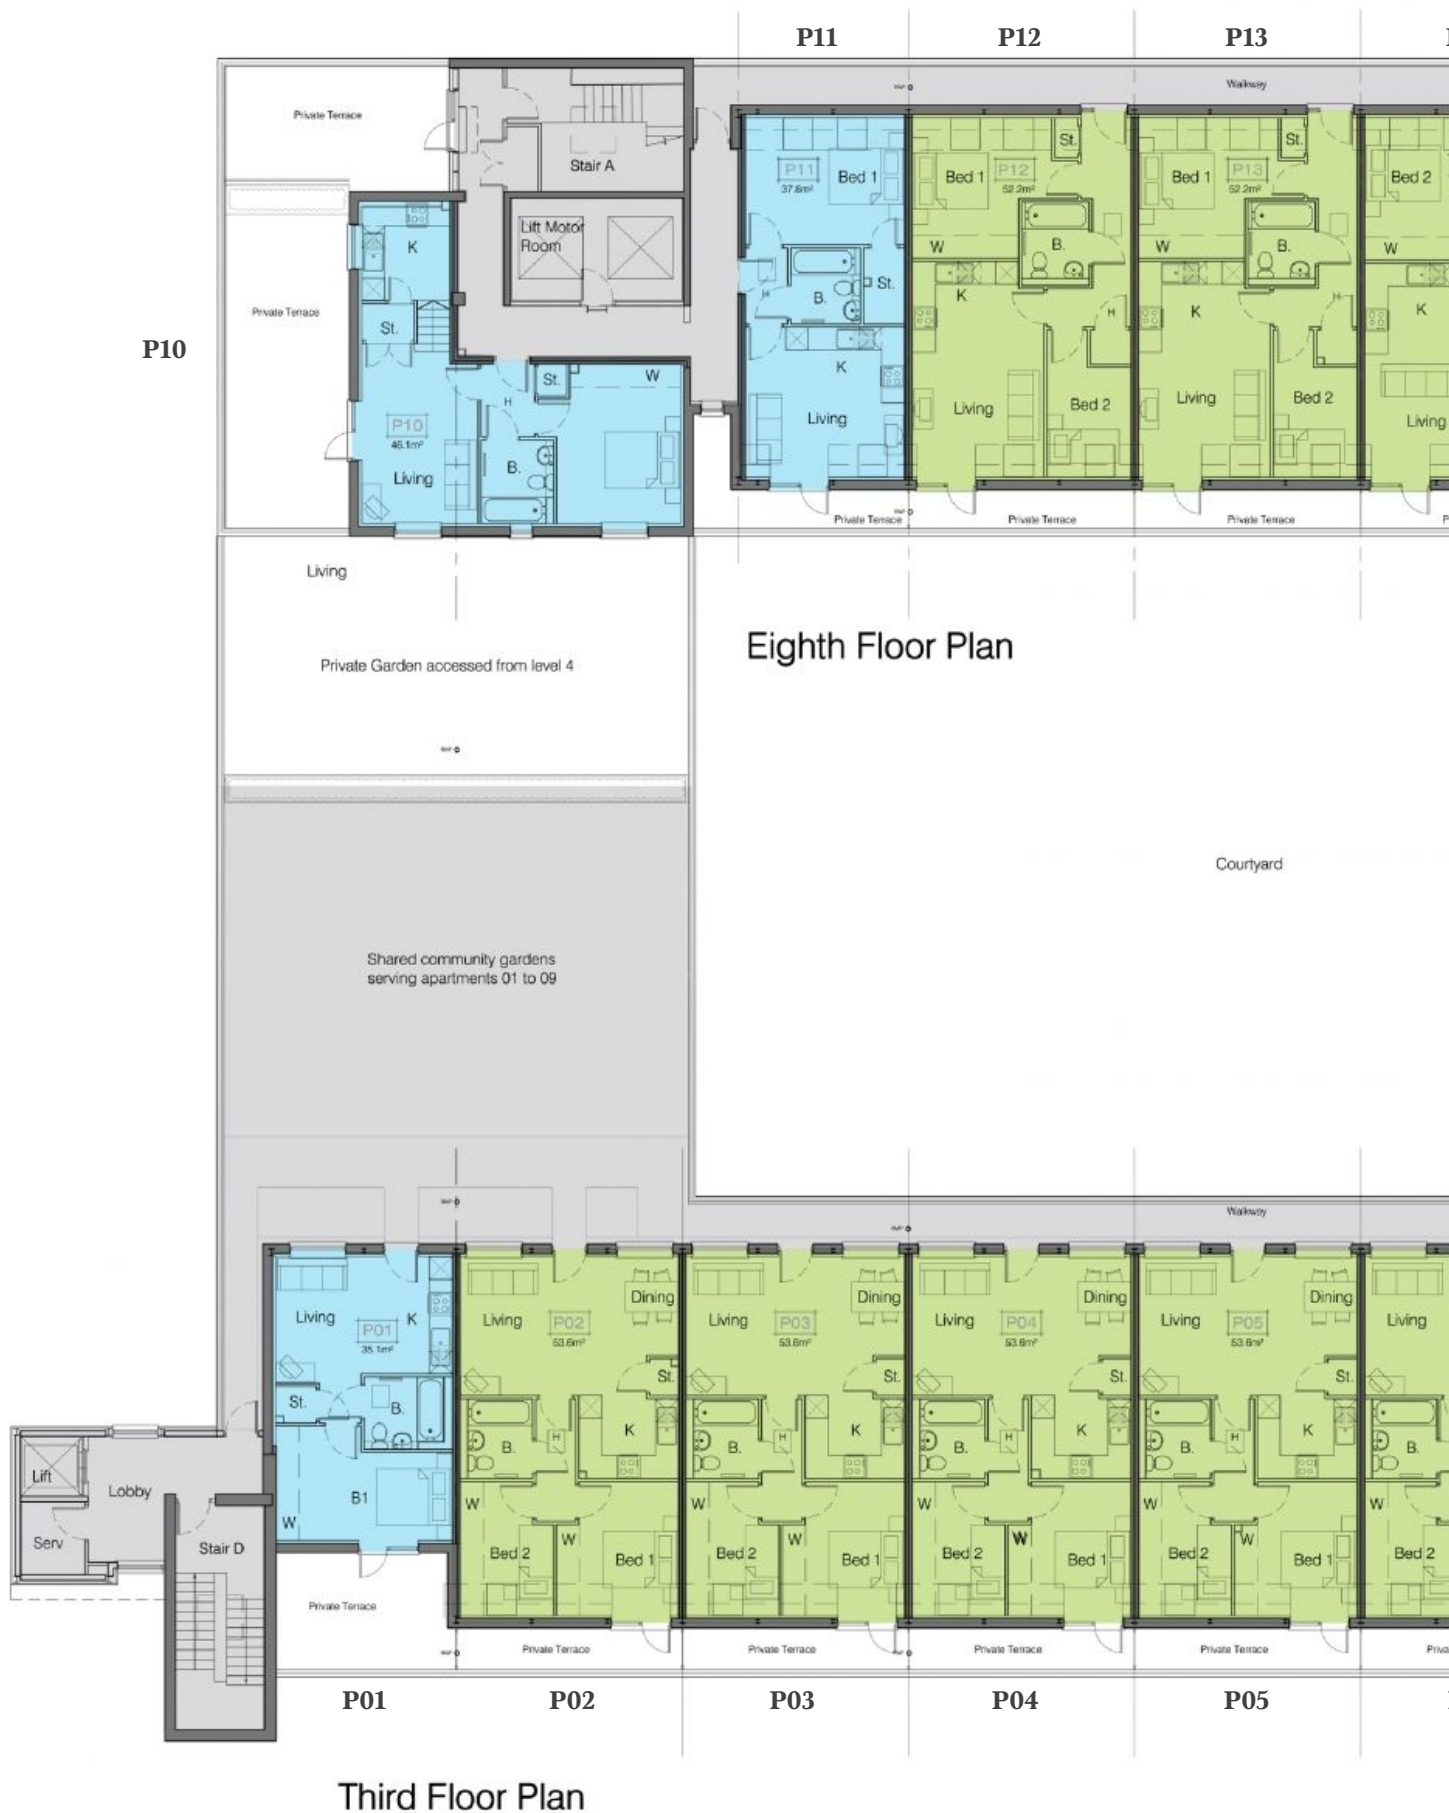 P11 P12 P13
Walkway
RWP
Private Terrace
Stair A
St. St.
P11 Bed 1 Bed 1 P12 Bed 1 P13 Bed 2
37.8m² 52.2m² 52.2m²
Lift Motor
Room
K
B. B.
W W W
St.
H B. K H K H K
Private Terrace
St.
P10
K
St. W
H
Living Living Bed 2 Living Bed 2 Living
P10
46.1m²
B.
Living
RWP
Private Terrace Private Terrace Private Terrace
Living
Eighth Floor Plan
Private Garden accessed from level 4
RWP
Courtyard
Shared community gardens
serving apartments 01 to 09
RWP
Walkway
RWP
Dining Dining Dining Dining
Living P01 K Living P02 Living P03 Living P04 Living P05 Living
35.1m² 53.6m² 53.6m² 53.6m² 53.6m²
St. St. St. St.
St. B.
B. H K B. H K B. H K B. H K B.
Lift
Lobby B1
W W W W W W
Serv Stair D
W W W W
Bed 2 Bed 1 Bed 2 Bed 1 Bed 2 Bed 1 Bed 2 Bed 1 Bed 2
Private Terrace
RWP Private Terrace Private Terrace RWP Private Terrace Private Terrace
P01 P02 P03 P04 P05
Third Floor Plan